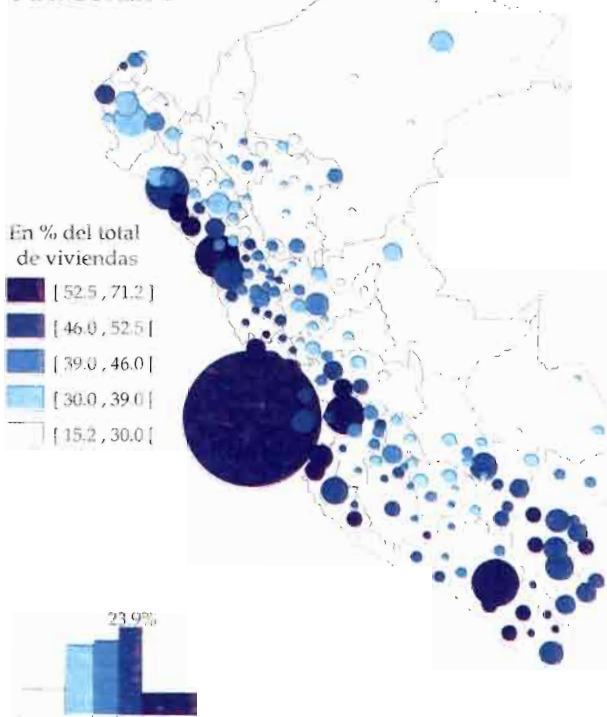 En % del total
de viviendas
[ 52.5 , 71.2 ]
[ 46.0 , 52.5 [
[ 39.0 , 46.0 [
[ 30.0 , 39.0 [
[ 15.2 , 30.0 [
23.9%